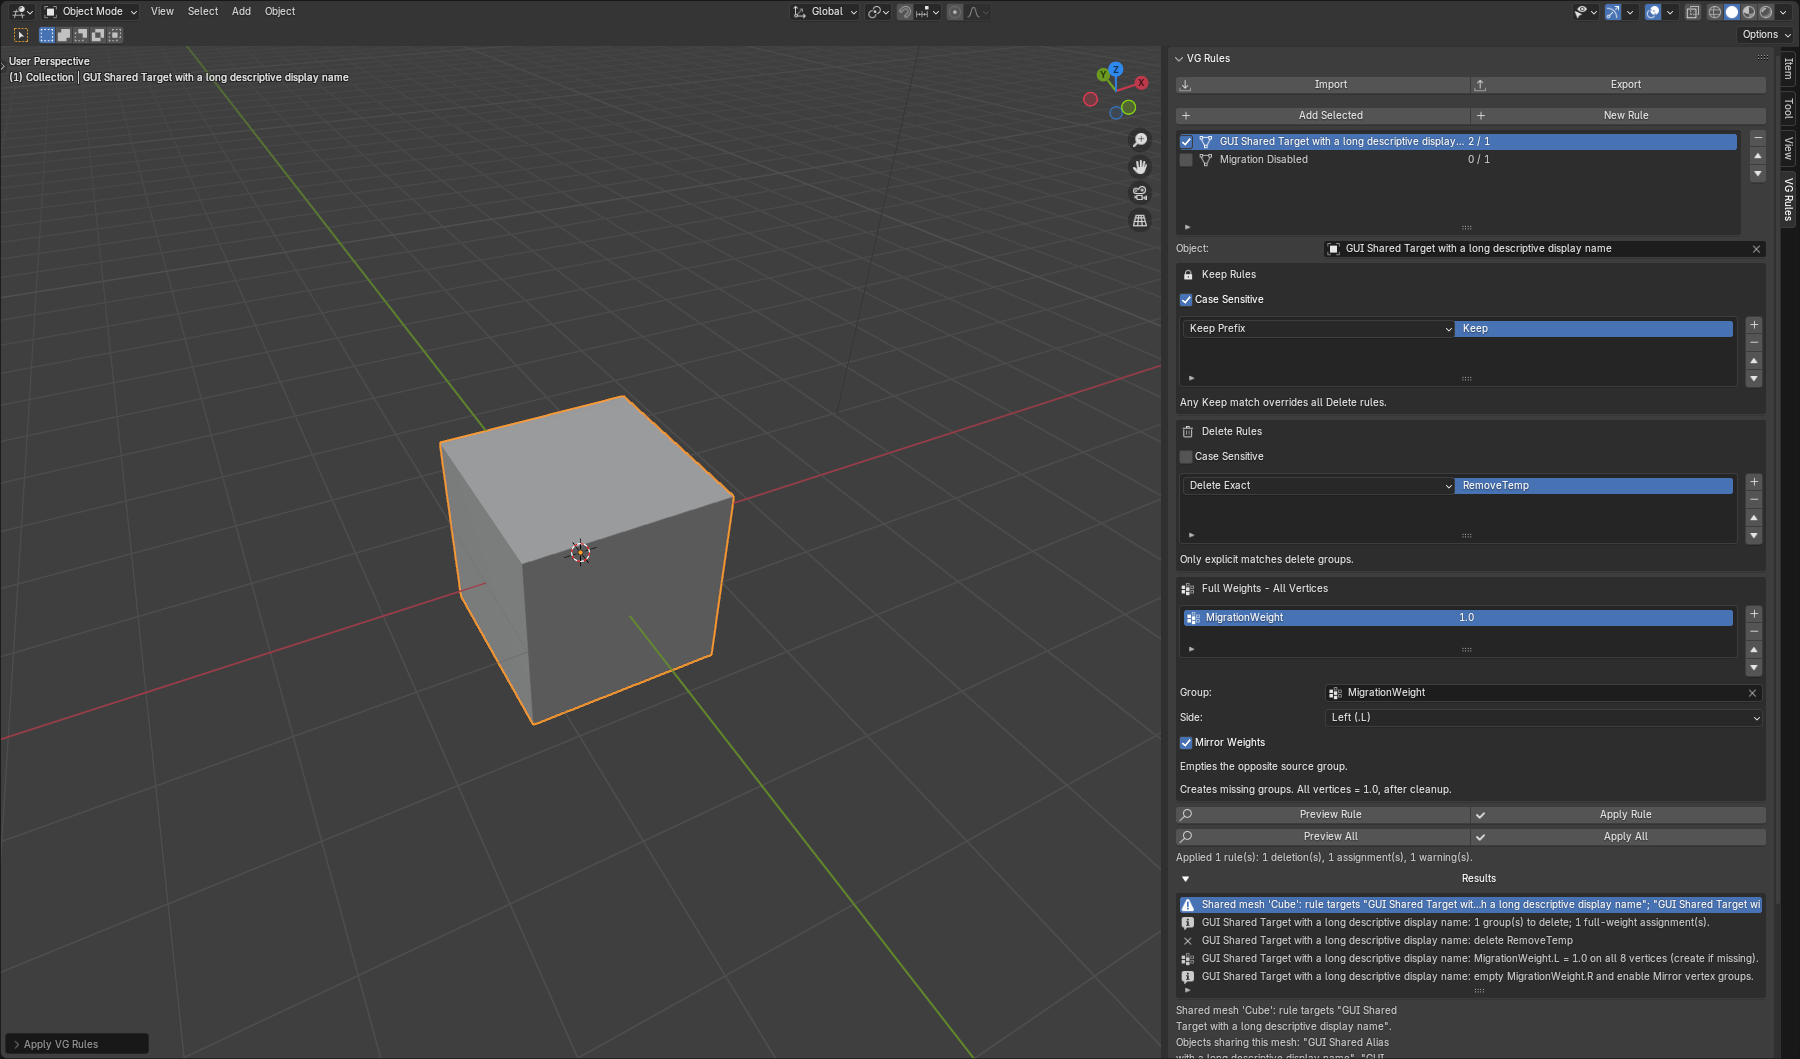 Object Mode View Select Add Object Global
Options
User Perspective
(1) Collection | GUI Shared Target with a long descriptive display name
Z
Y
X
VG Rules
Import Export
Add Selected New Rule
GUI Shared Target with a long descriptive display... 2 / 1
Migration Disabled 0 / 1
Object: GUI Shared Target with a long descriptive display name
Keep Rules
Case Sensitive
Keep Prefix Keep
Any Keep match overrides all Delete rules.
Delete Rules
Case Sensitive
Delete Exact RemoveTemp
Only explicit matches delete groups.
Full Weights - All Vertices
MigrationWeight 1.0
Group: MigrationWeight
Side: Left (.L)
Mirror Weights
Empties the opposite source group.
Creates missing groups. All vertices = 1.0, after cleanup.
Preview Rule Apply Rule
Preview All Apply All
Applied 1 rule(s): 1 deletion(s), 1 assignment(s), 1 warning(s).
Results
Shared mesh 'Cube': rule targets "GUI Shared Target wit...h a long descriptive display name"; "GUI Shared Target wi
GUI Shared Target with a long descriptive display name: 1 group(s) to delete; 1 full-weight assignment(s).
GUI Shared Target with a long descriptive display name: delete RemoveTemp
GUI Shared Target with a long descriptive display name: MigrationWeight.L = 1.0 on all 8 vertices (create if missing).
GUI Shared Target with a long descriptive display name: empty MigrationWeight.R and enable Mirror vertex groups.
Shared mesh 'Cube': rule targets "GUI Shared
Target with a long descriptive display name".
Objects sharing this mesh: "GUI Shared Alias
with a long descriptive display name", "GUI
Item
Tool
View
VG Rules
Apply VG Rules